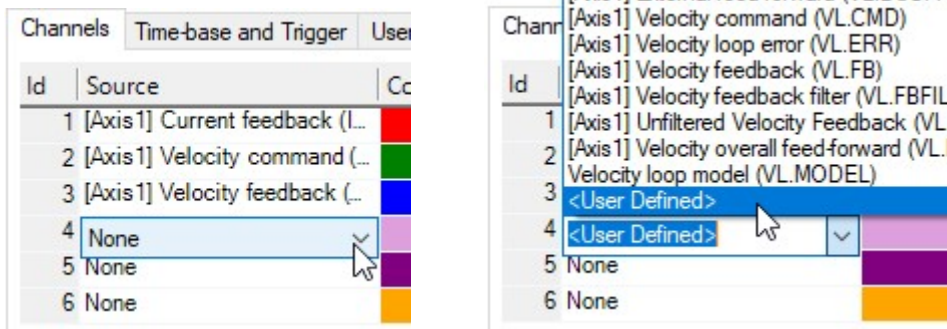 Channels Time-base and Trigger User
Id Source Co
1 [Axis1] Current feedback (I...
2 [Axis1] Velocity command (...
3 [Axis1] Velocity feedback (...
4 None
5 None
6 None
Chann
Id
[Axis1] Velocity command (VL.CMD)
[Axis1] Velocity loop error (VL.ERR)
[Axis1] Velocity feedback (VL.FB)
[Axis1] Velocity feedback filter (VL.FBFIL
1 [Axis1] Unfiltered Velocity Feedback (VL
2 [Axis1] Velocity overall feed-forward (VL.
Velocity loop model (VL.MODEL)
3 <User Defined>
4 <User Defined>
5 None
6 None